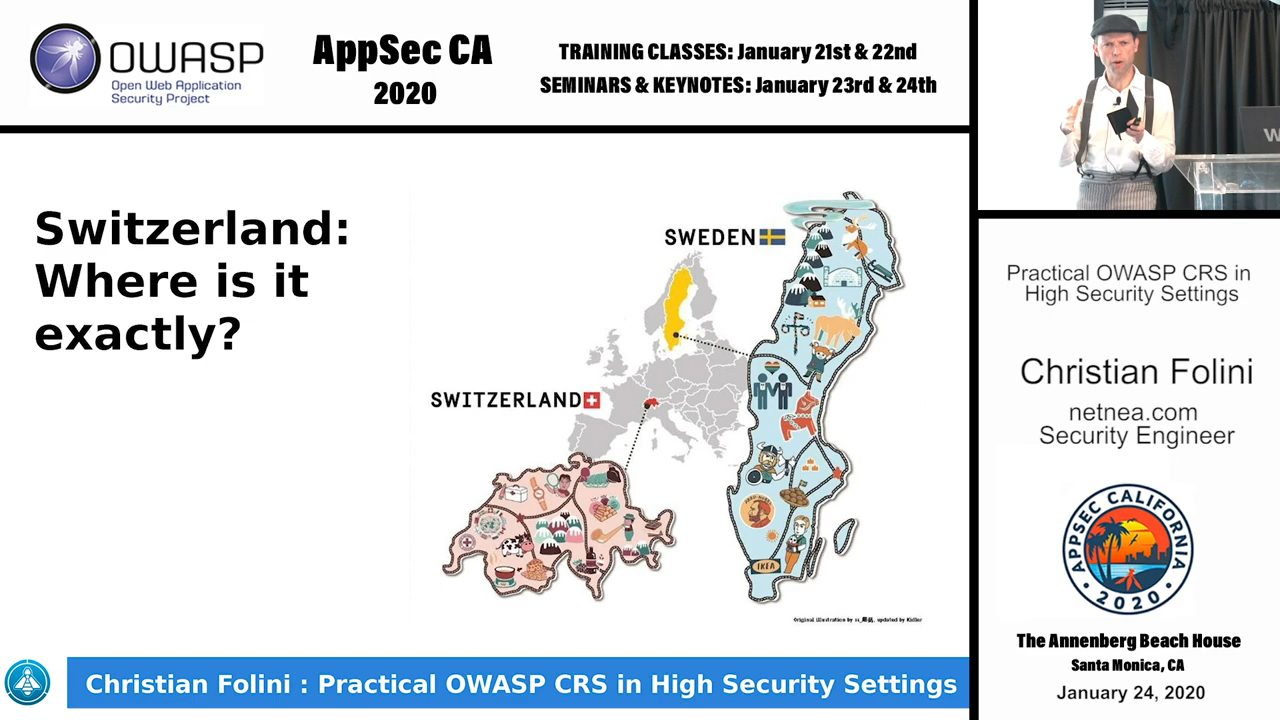 OWASP
Open Web Application
Security Project
AppSec CA
2020
TRAINING CLASSES: January 21st & 22nd
SEMINARS & KEYNOTES: January 23rd & 24th
Switzerland:
Where is it
exactly?
SWEDEN
SWITZERLAND
IKEA
W
Practical OWASP CRS in
High Security Settings
Christian Folini
netnea.com
Security Engineer
APPSEC CALIFORNIA
• 2020 •
The Annenberg Beach House
Santa Monica, CA
January 24, 2020
Christian Folini : Practical OWASP CRS in High Security Settings